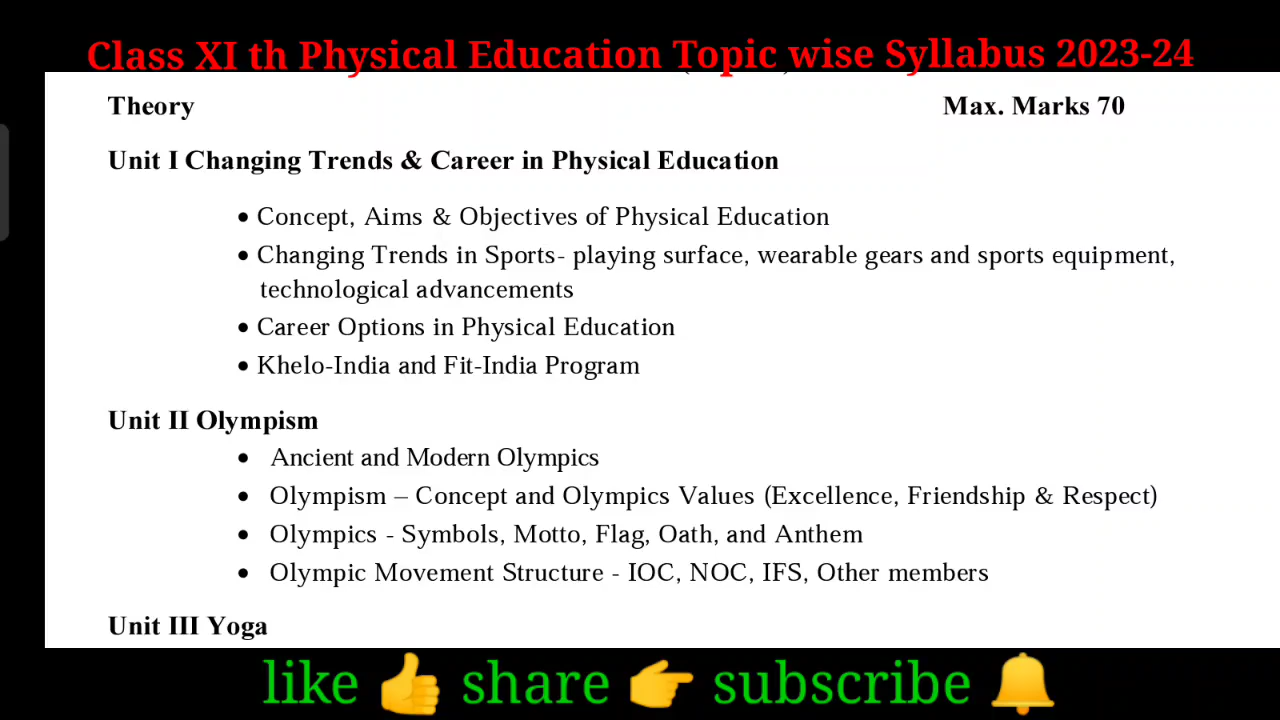 Class XI th Physical Education Topic wise Syllabus 2023-24
Theory Max. Marks 70
Unit I Changing Trends & Career in Physical Education
• Concept, Aims & Objectives of Physical Education
• Changing Trends in Sports- playing surface, wearable gears and sports equipment,
technological advancements
• Career Options in Physical Education
• Khelo-India and Fit-India Program
Unit II Olympism
• Ancient and Modern Olympics
• Olympism – Concept and Olympics Values (Excellence, Friendship & Respect)
• Olympics - Symbols, Motto, Flag, Oath, and Anthem
• Olympic Movement Structure - IOC, NOC, IFS, Other members
Unit III Yoga
like 👍 share 👉 subscribe 🔔